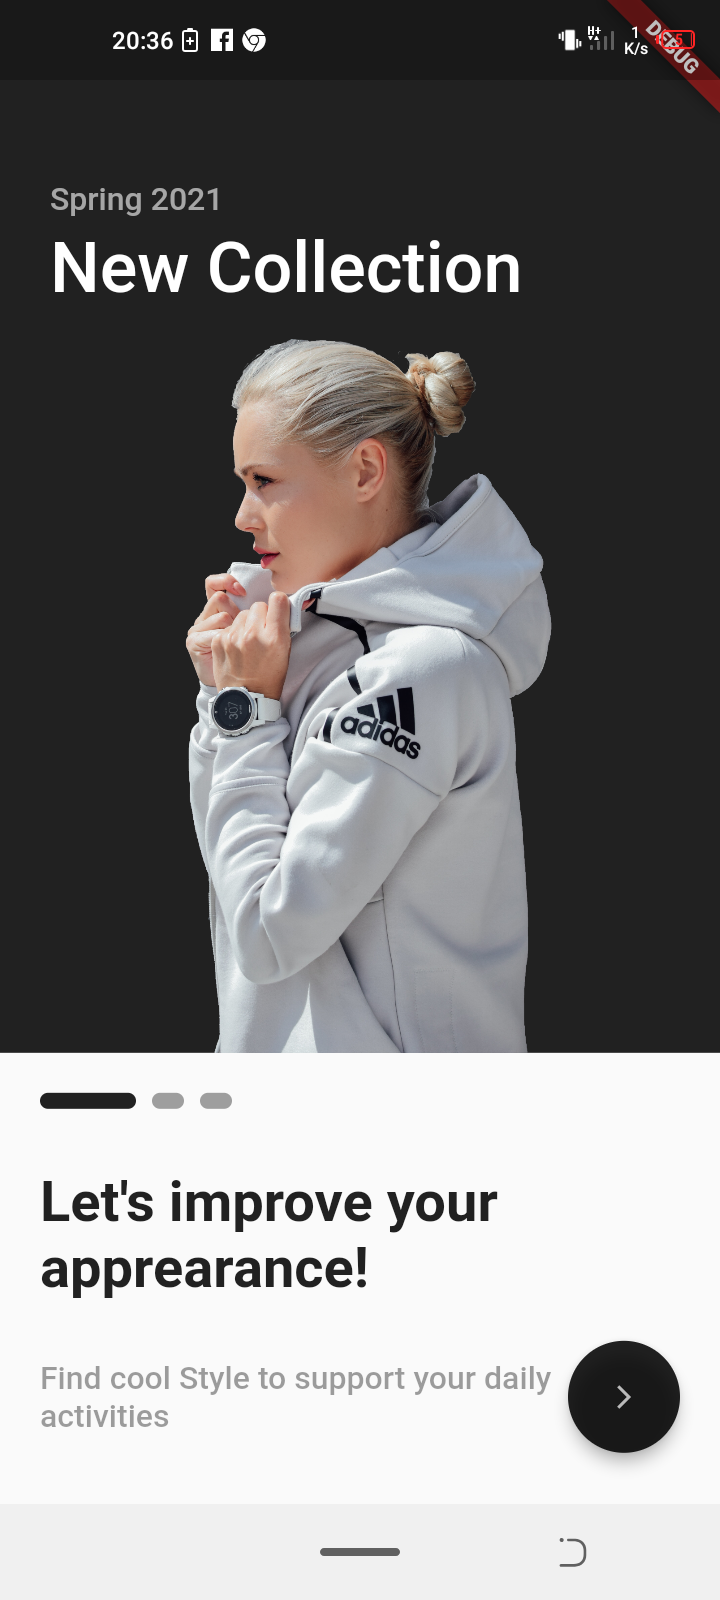 20:36
H+
1
K/s
DEBUG
Spring 2021
New Collection
307
adidas
Let's improve your
apprearance!
Find cool Style to support your daily
activities